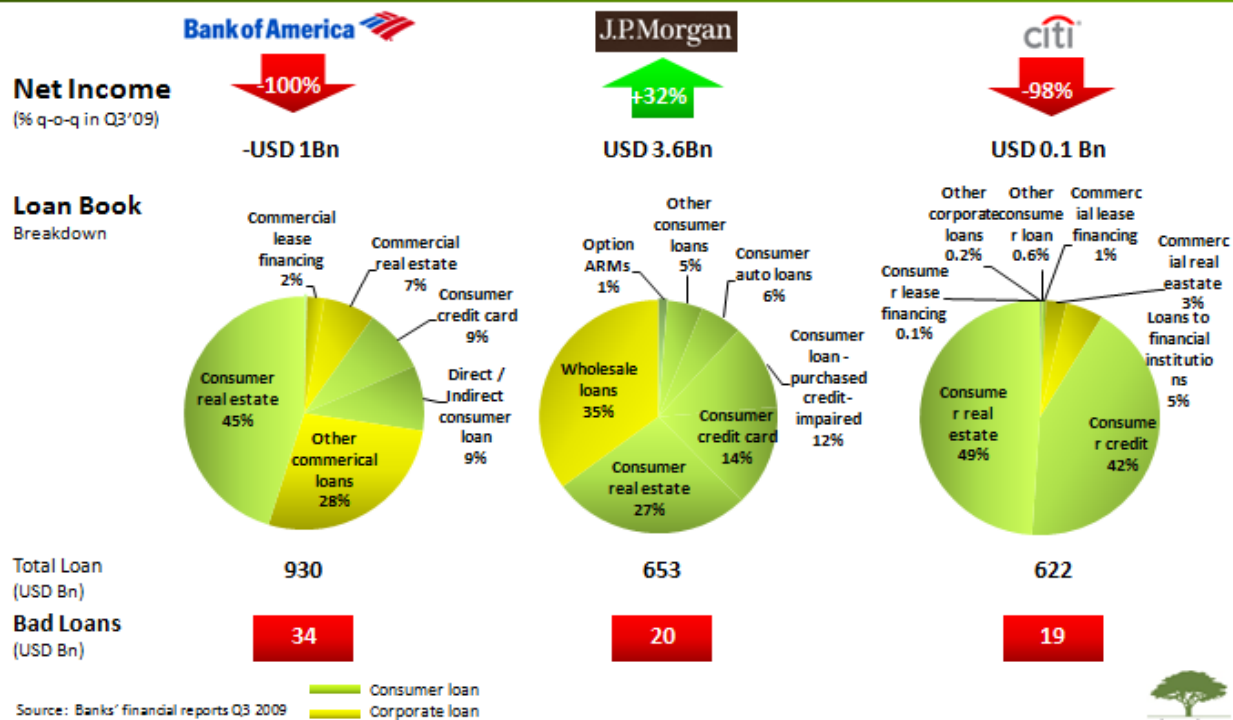 Bank of America
J.P.Morgan
citi
Net Income
(% q-o-q in Q3'09)
-100%
+32%
-98%
-USD 1Bn
USD 3.6Bn
USD 0.1 Bn
Loan Book
Breakdown
Commercial
lease
financing
2%
Commercial
real estate
7%
Consumer
credit card
9%
Direct /
Indirect
consumer
loan
9%
Other
commerical
loans
28%
Consumer
real estate
45%
Option
ARMs
1%
Other
consumer
loans
5%
Consumer
auto loans
6%
Consumer
loan -
purchased
credit-
impaired
12%
Consumer
credit card
14%
Consumer
real estate
27%
Wholesale
loans
35%
Consume
r lease
financing
0.1%
Other
corporate
loans
0.2%
Other
consume
r loan
0.6%
Commerc
ial lease
financing
1%
Commerc
ial real
eastate
3%
Loans to
financial
institutio
ns
5%
Consume
r credit
42%
Consume
r real
estate
49%
Total Loan
(USD Bn)
930
653
622
Bad Loans
(USD Bn)
34
20
19
Consumer loan
Corporate loan
Source: Banks' financial reports Q3 2009